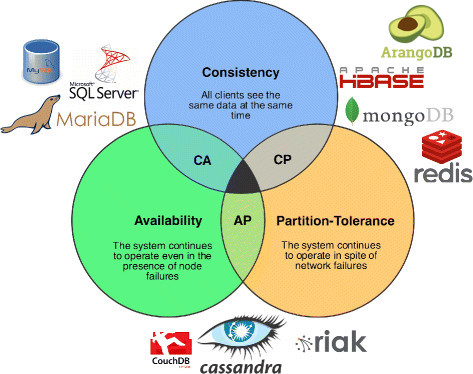 ArangoDB
APACHE
HBASE
mongoDB
redis
MySQL
Microsoft
SQL Server
MariaDB
Consistency
All clients see the
same data at the same
time
CA
CP
Availability
The system continues
to operate even in the
presence of node
failures
AP
Partition-Tolerance
The system continues
to operate in spite of
network failures
CouchDB
cassandra
riak